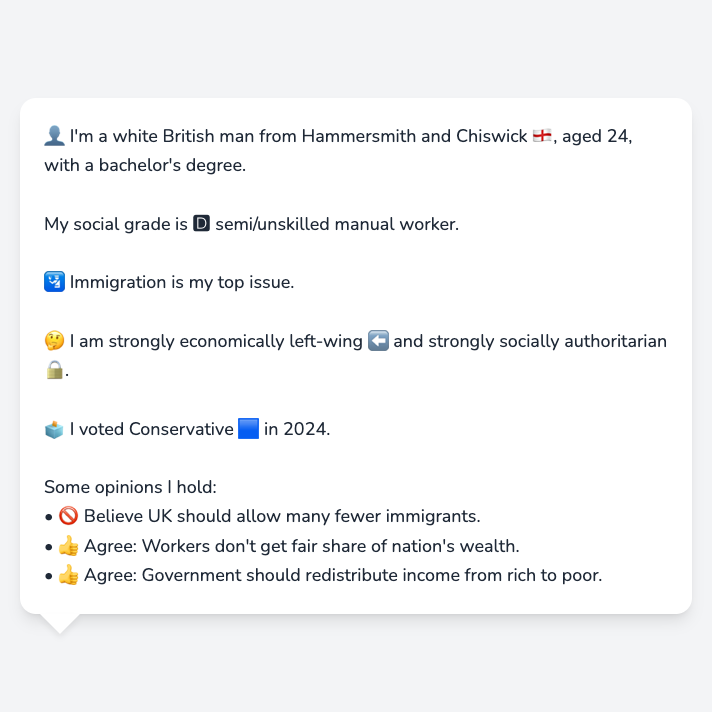 👤 I'm a white British man from Hammersmith and Chiswick 🏴󠁧󠁢󠁥󠁮󠁧󠁿, aged 24,
with a bachelor's degree.
My social grade is 🅳 semi/unskilled manual worker.
🛂 Immigration is my top issue.
🤔 I am strongly economically left-wing ⬅️ and strongly socially authoritarian
🔒.
🗳️ I voted Conservative 🟦 in 2024.
Some opinions I hold:
• 🚫 Believe UK should allow many fewer immigrants.
• 👍 Agree: Workers don't get fair share of nation's wealth.
• 👍 Agree: Government should redistribute income from rich to poor.